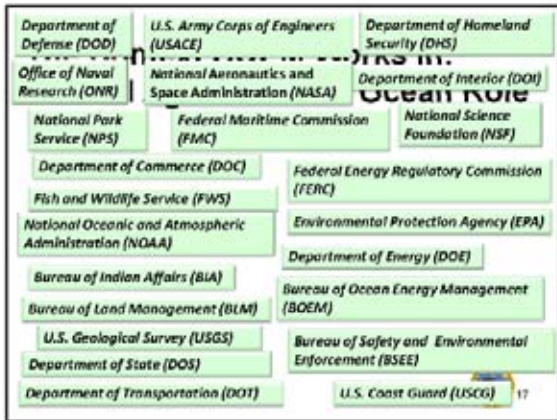 Department of
Defense (DOD)
U.S. Army Corps of Engineers
(USACE)
Department of Homeland
Security (DHS)
Office of Naval
Research (ONR)
National Aeronautics and
Space Administration (NASA)
Department of Interior (DOI)
Ocean Role
National Park
Service (NPS)
Federal Maritime Commission
(FMC)
National Science
Foundation (NSF)
Department of Commerce (DOC)
Federal Energy Regulatory Commission
(FERC)
Fish and Wildlife Service (FWS)
Environmental Protection Agency (EPA)
National Oceanic and Atmospheric
Administration (NOAA)
Department of Energy (DOE)
Bureau of Indian Affairs (BIA)
Bureau of Ocean Energy Management
(BOEM)
Bureau of Land Management (BLM)
U.S. Geological Survey (USGS)
Bureau of Safety and Environmental
Enforcement (BSEE)
Department of State (DOS)
Department of Transportation (DOT)
U.S. Coast Guard (USCG)
17